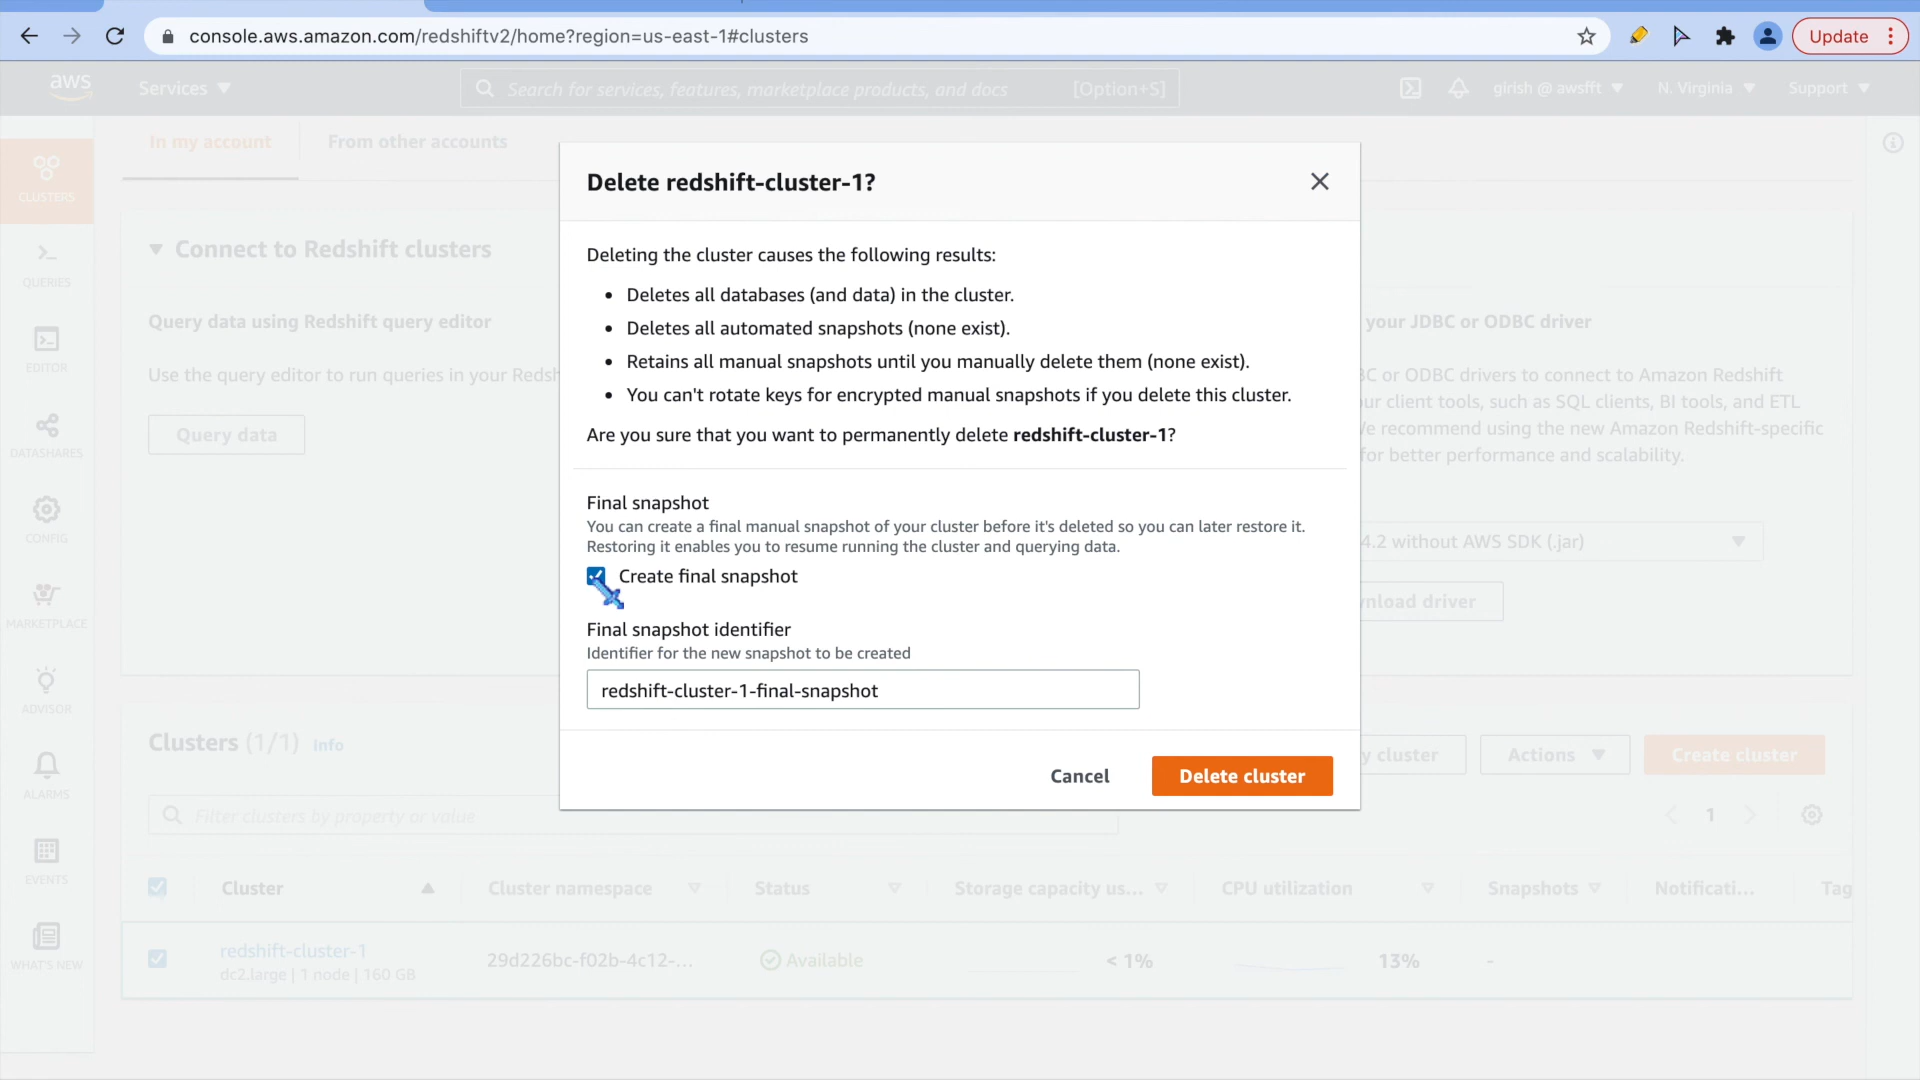 console.aws.amazon.com/redshiftv2/home?region=us-east-1#clusters
Update
aws
Services
Search for services, features, marketplace products, and docs
[Option+S]
girish @ awsfft
N. Virginia
Support
In my account
From other accounts
CLUSTERS
QUERIES
EDITOR
DATASHARES
CONFIG
MARKETPLACE
ADVISOR
ALARMS
EVENTS
WHAT'S NEW
Connect to Redshift clusters
Query data using Redshift query editor
Use the query editor to run queries in your Redsh
Query data
your JDBC or ODBC driver
BC or ODBC drivers to connect to Amazon Redshift
ur client tools, such as SQL clients, BI tools, and ETL
We recommend using the new Amazon Redshift-specific
for better performance and scalability.
4.2 without AWS SDK (.jar)
nload driver
Delete redshift-cluster-1?
Deleting the cluster causes the following results:
• Deletes all databases (and data) in the cluster.
• Deletes all automated snapshots (none exist).
• Retains all manual snapshots until you manually delete them (none exist).
• You can't rotate keys for encrypted manual snapshots if you delete this cluster.
Are you sure that you want to permanently delete redshift-cluster-1?
Final snapshot
You can create a final manual snapshot of your cluster before it's deleted so you can later restore it.
Restoring it enables you to resume running the cluster and querying data.
Create final snapshot
Final snapshot identifier
Identifier for the new snapshot to be created
redshift-cluster-1-final-snapshot
Cancel
Delete cluster
Clusters (1/1) Info
y cluster
Actions
Create cluster
Filter clusters by property or value
1
Cluster
Cluster namespace
Status
Storage capacity us...
CPU utilization
Snapshots
Notificati...
Tag
redshift-cluster-1
dc2.large | 1 node | 160 GB
29d226bc-f02b-4c12-...
Available
< 1%
13%
-